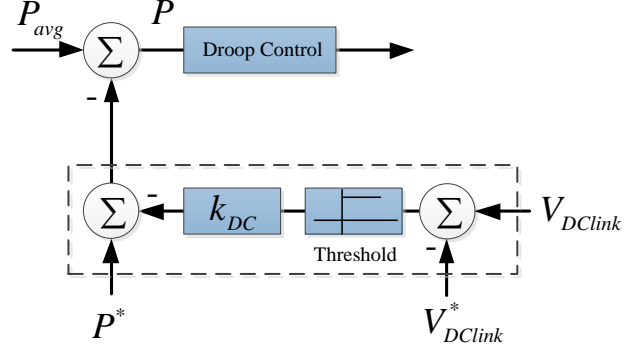 P_avg
P
Σ
Droop Control
-
-
Σ
k_DC
Σ
V_DClink
-
Threshold
P^*
V^*_DClink